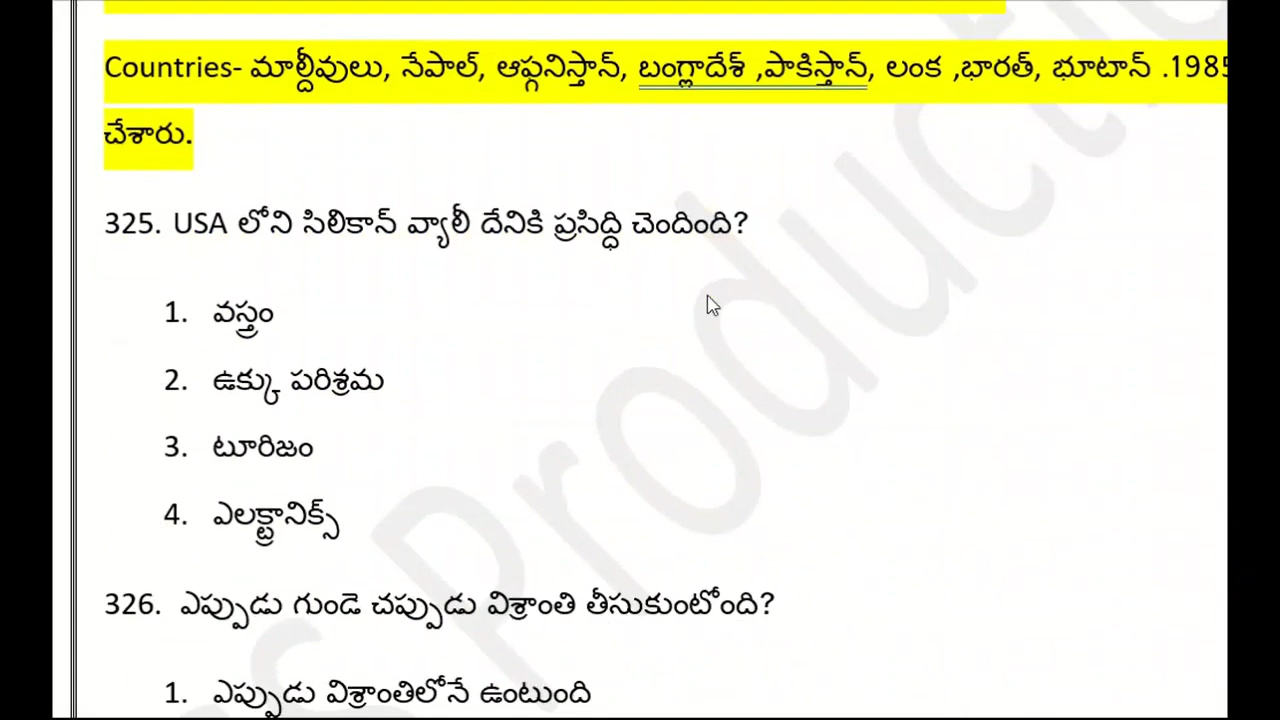 Countries- మాల్దీవులు, నేపాల్, ఆఫ్గనిస్తాన్, బంగ్లాదేశ్ ,పాకిస్తాన్, లంక ,భారత్, భూటాన్ .1985
చేశారు.
325. USA లోని సిలికాన్ వ్యాలీ దేనికి ప్రసిద్ధి చెందింది?
1. వస్త్రం
2. ఉక్కు పరిశ్రమ
3. టూరిజం
4. ఎలక్ట్రానిక్స్
326. ఎప్పుడు గుండె చప్పుడు విశ్రాంతి తీసుకుంటోంది?
1. ఎప్పుడు విశ్రాంతిలోనే ఉంటుంది